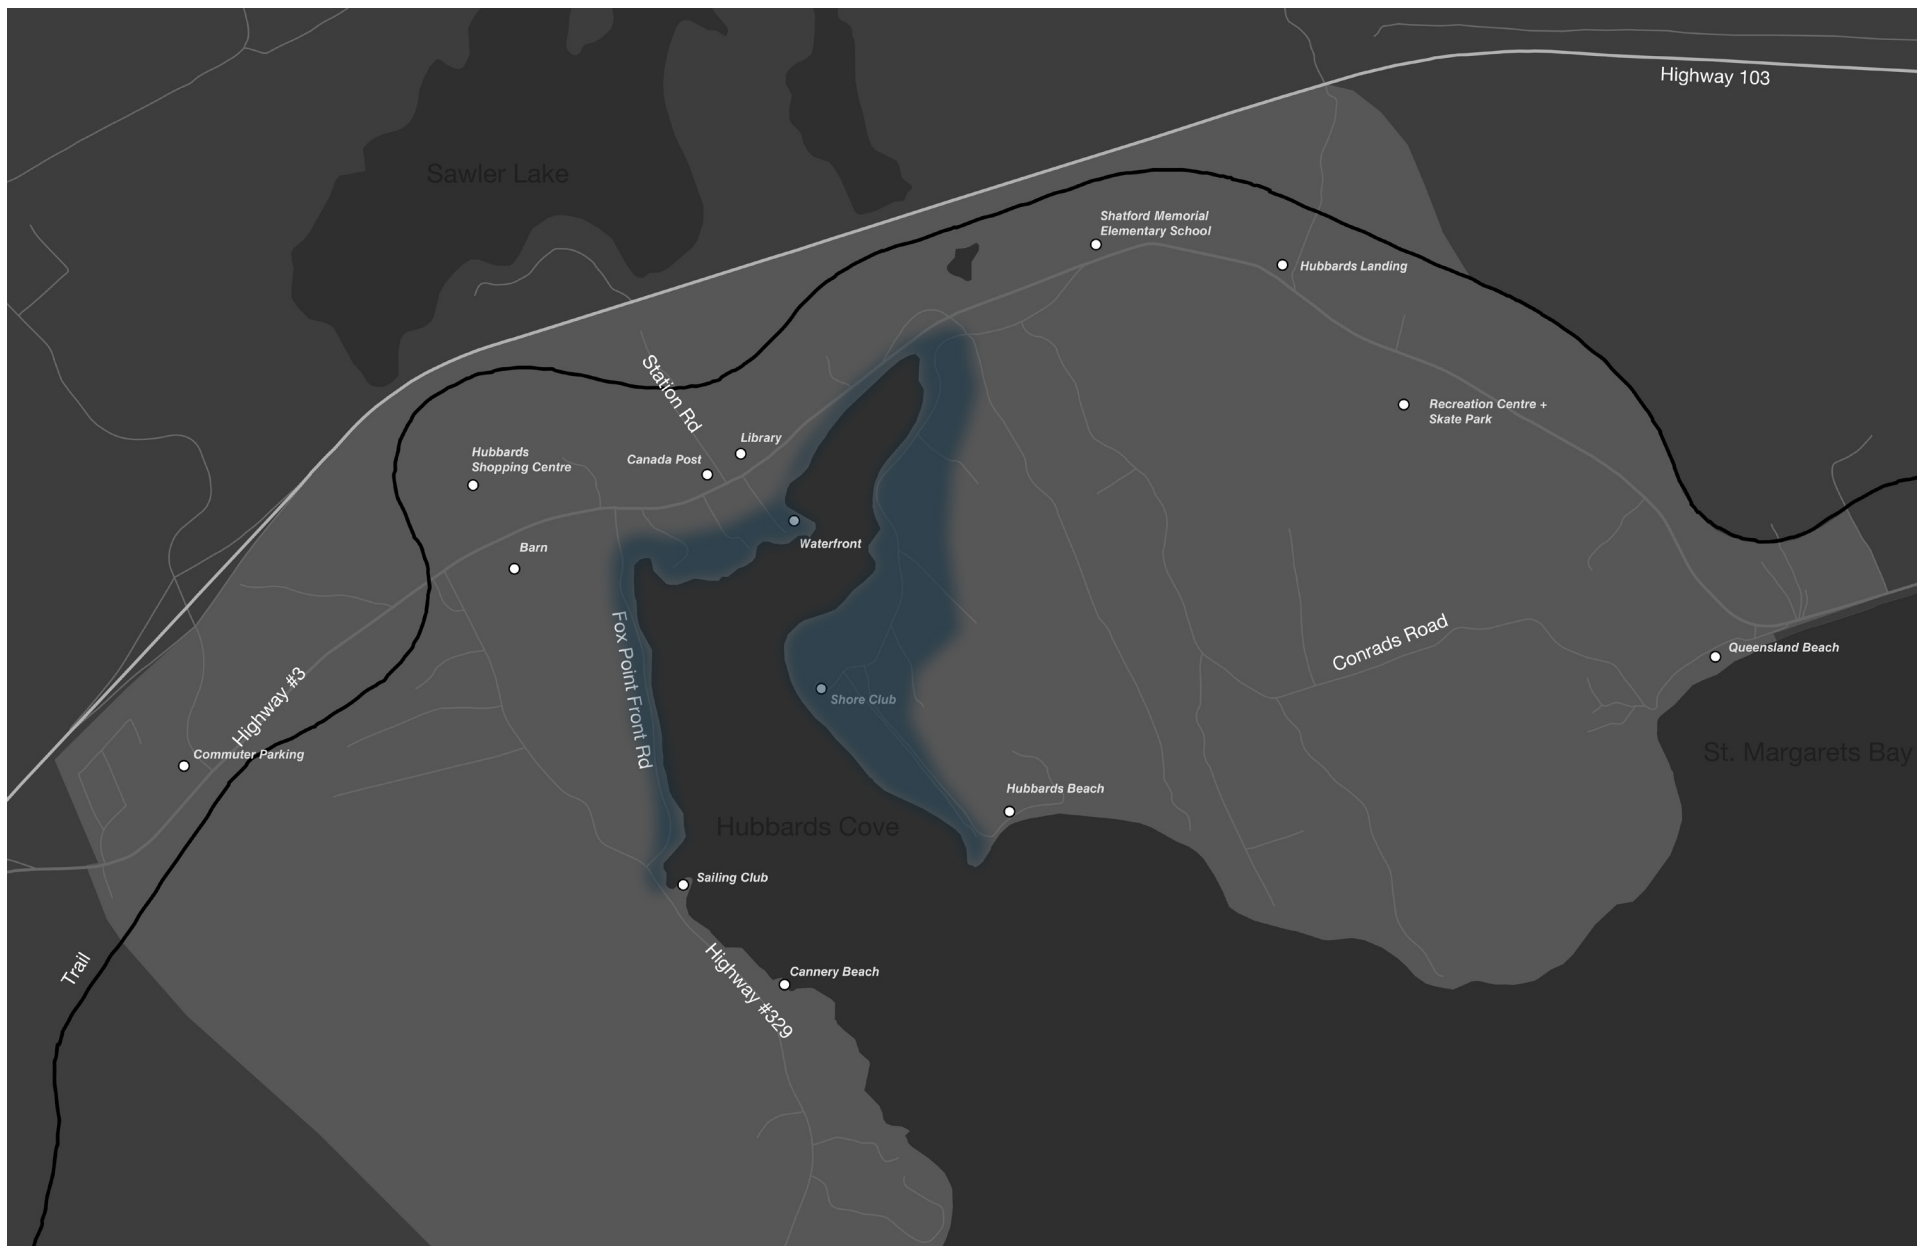 Highway 103
Sawler Lake
Shatford Memorial
Elementary School
Hubbards Landing
Station Rd
Recreation Centre +
Skate Park
Library
Canada Post
Hubbards
Shopping Centre
Waterfront
Barn
Fox Point Front Rd
Conrads Road
Queensland Beach
Highway #3
Shore Club
Commuter Parking
St. Margarets Bay
Hubbards Beach
Hubbards Cove
Sailing Club
Trail
Highway #329
Cannery Beach